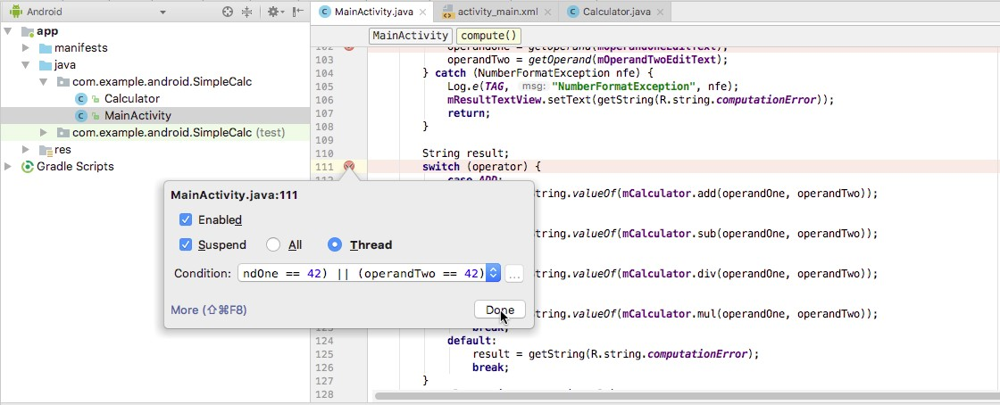 Android
MainActivity.java
activity_main.xml
Calculator.java
app
manifests
java
com.example.android.SimpleCalc
Calculator
MainActivity
com.example.android.SimpleCalc (test)
res
Gradle Scripts
MainActivity
compute()
102 operandOne = getOperand(mOperandOneEditText);
103 operandTwo = getOperand(mOperandTwoEditText);
104 } catch (NumberFormatException nfe) {
105 Log.e(TAG, msg: "NumberFormatException", nfe);
106 mResultTextView.setText(getString(R.string.computationError));
107 return;
108 }
109
110 String result;
111 switch (operator) {
112 case ADD:
String.valueOf(mCalculator.add(operandOne, operandTwo));
String.valueOf(mCalculator.sub(operandOne, operandTwo));
String.valueOf(mCalculator.div(operandOne, operandTwo));
String.valueOf(mCalculator.mul(operandOne, operandTwo));
break;
124 default:
125 result = getString(R.string.computationError);
126 break;
127 }
128
MainActivity.java:111
Enabled
Suspend All Thread
Condition: ndOne == 42) || (operandTwo == 42) ...
More (⇧⌘F8) Done